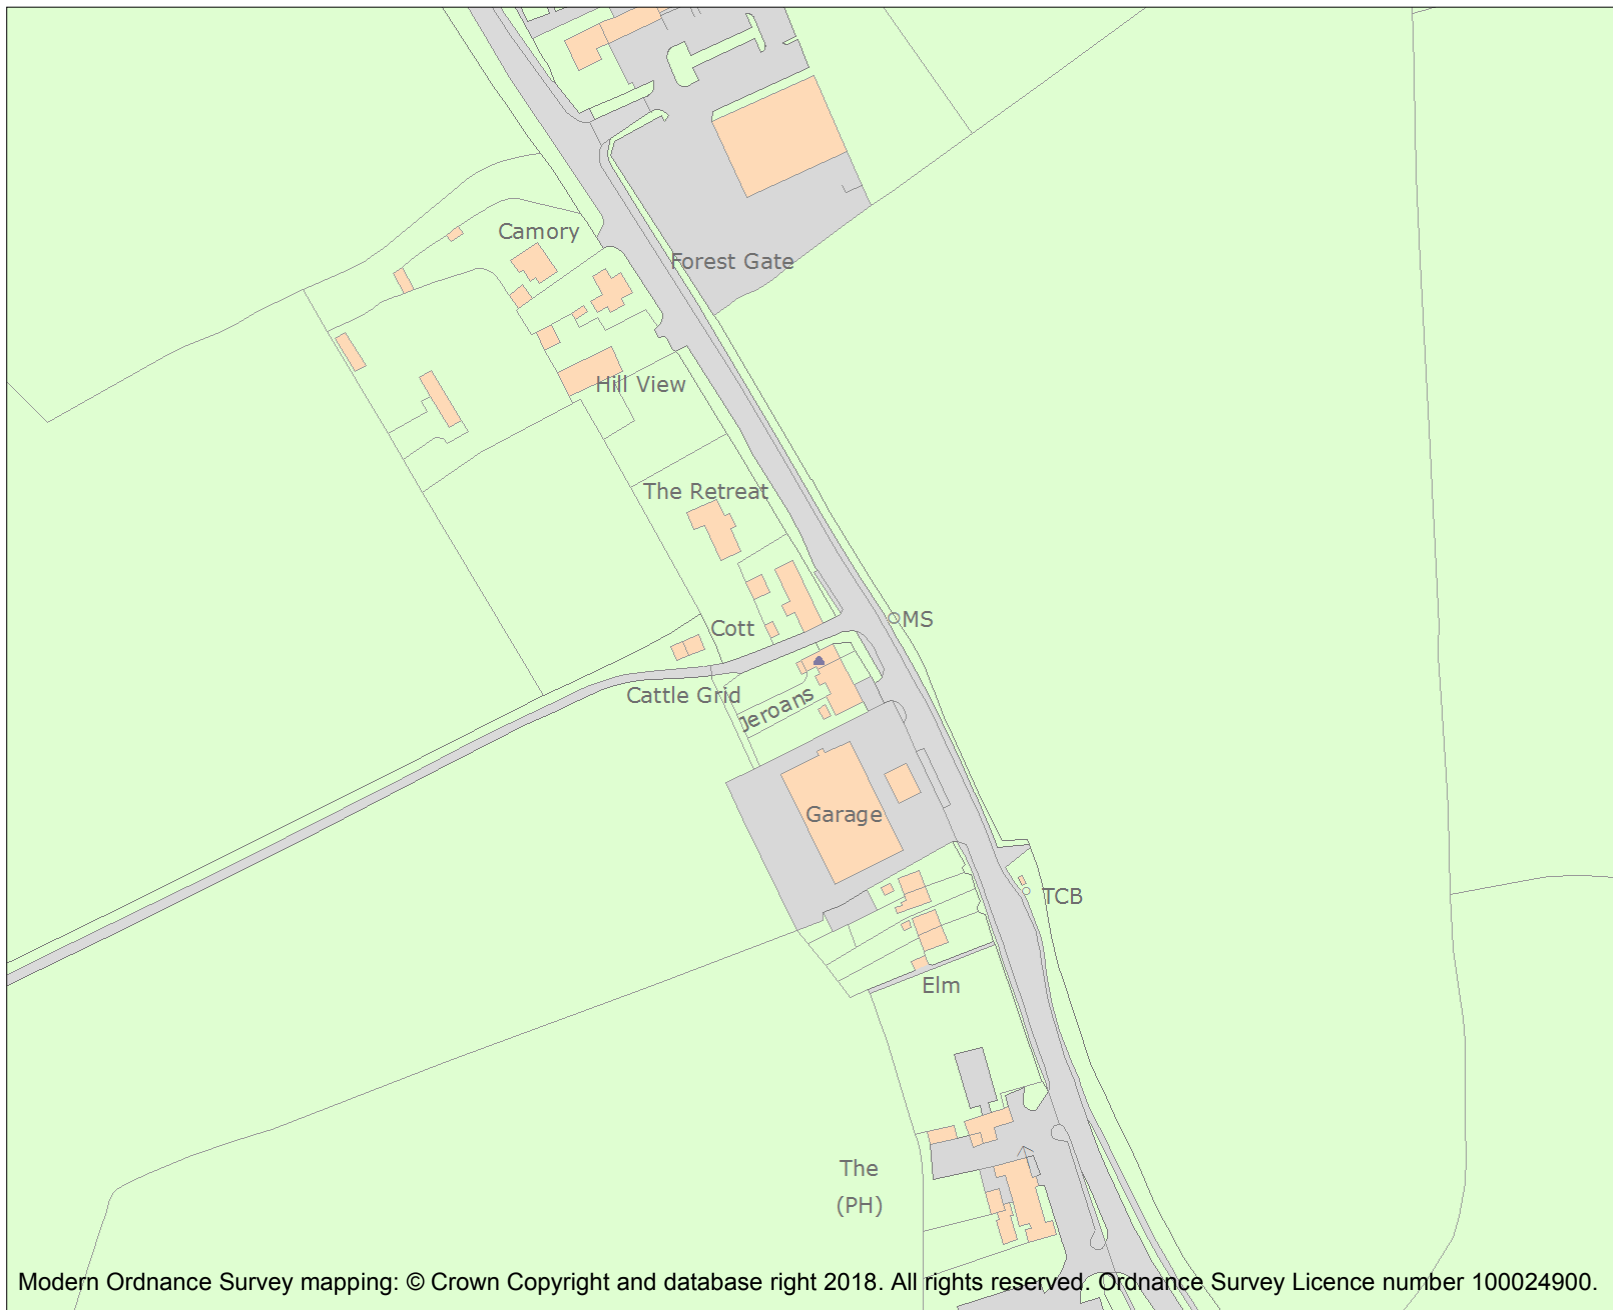 Camory
Forest Gate
Hill View
The Retreat
MS
Cott
Cattle Grid
Jeroans
Garage
TCB
Elm
The
(PH)
Modern Ordnance Survey mapping: © Crown Copyright and database right 2018. All rights reserved. Ordnance Survey Licence number 100024900.